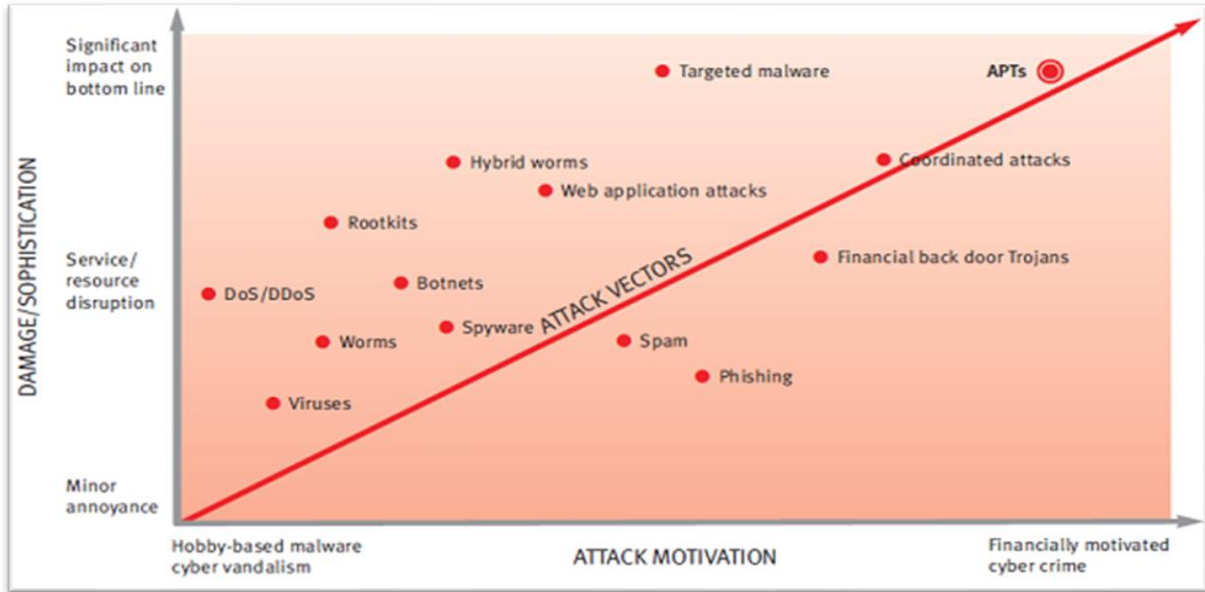 Significant
impact on
bottom line
Targeted malware
APTs
Hybrid worms
Coordinated attacks
Web application attacks
Rootkits
DAMAGE/SOPHISTICATION
Service/
resource
disruption
Financial back door Trojans
Botnets
DoS/DDoS
ATTACK VECTORS
Spyware
Worms
Spam
Phishing
Viruses
Minor
annoyance
Hobby-based malware
cyber vandalism
ATTACK MOTIVATION
Financially motivated
cyber crime